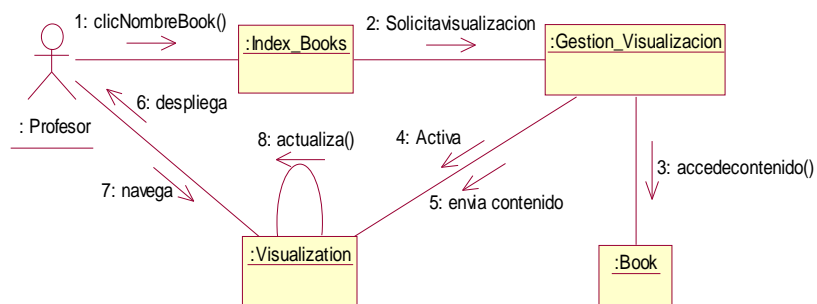 1: clicNombreBook()
:Index_Books
2: Solicitavisualizacion
:Gestion_Visualizacion
6: despliega
: Profesor
8: actualiza()
4: Activa
3: accedecontenido()
7: navega
5: envia contenido
:Visualization
:Book